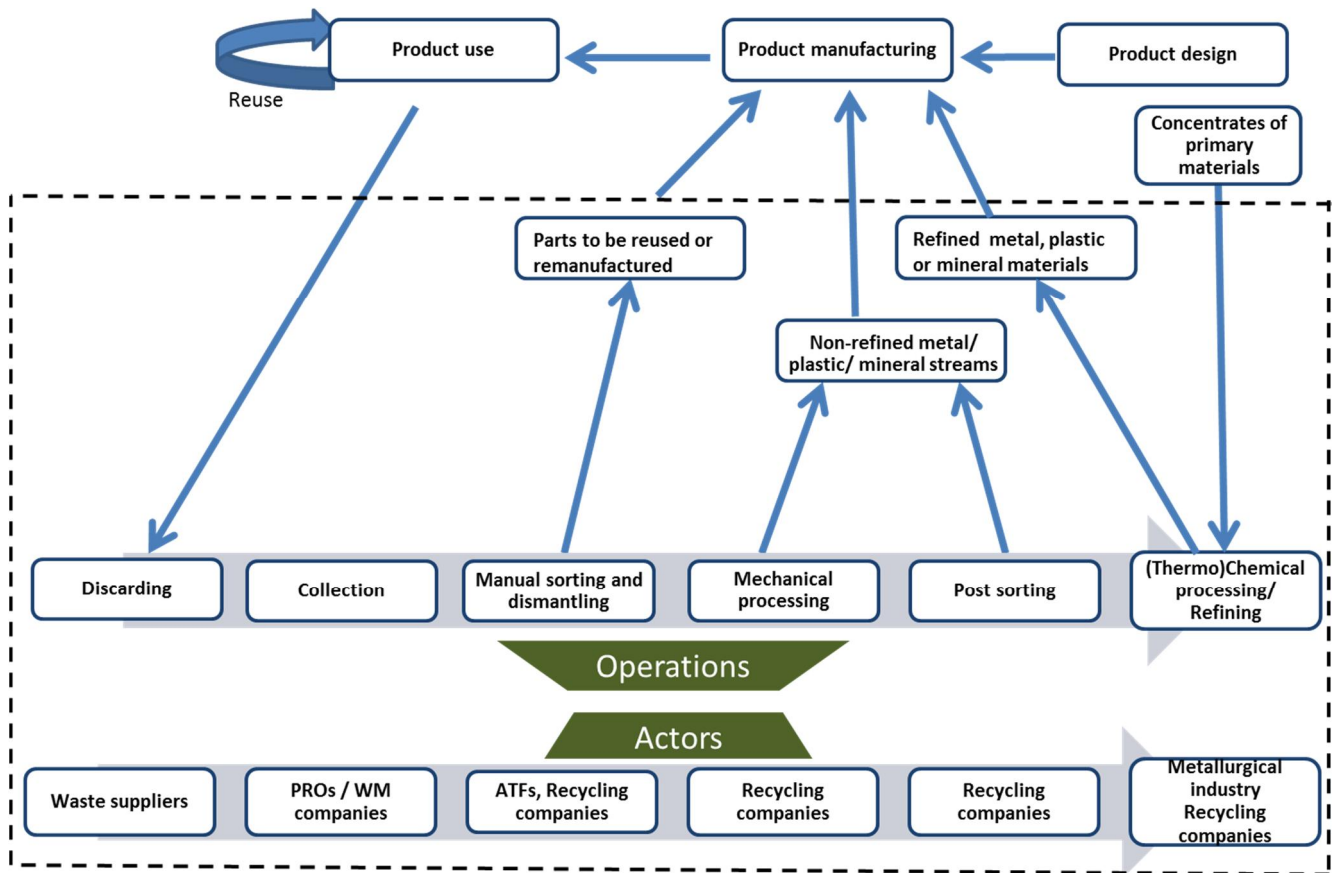 Product use
Product manufacturing
Product design
Reuse
Concentrates of
primary
materials
Parts to be reused or
remanufactured
Refined metal, plastic
or mineral materials
Non-refined metal/
plastic/ mineral streams
Discarding
Collection
Manual sorting and
dismantling
Mechanical
processing
Post sorting
(Thermo)Chemical
processing/
Refining
Operations
Actors
Waste suppliers
PROs / WM
companies
ATFs, Recycling
companies
Recycling
companies
Recycling
companies
Metallurgical
industry
Recycling
companies